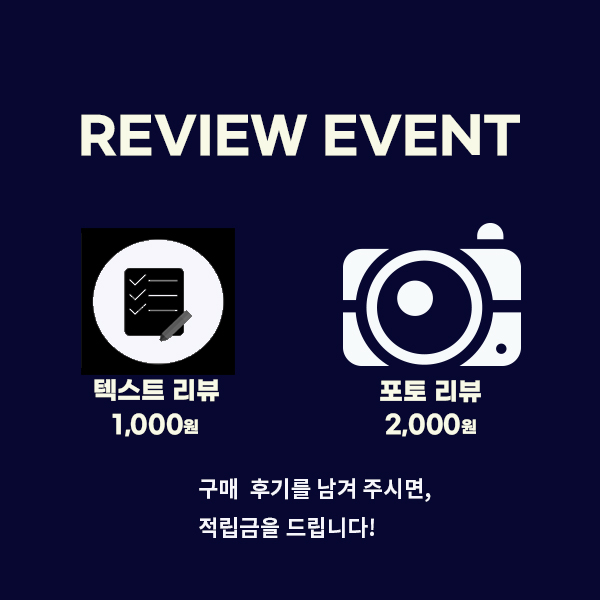 REVIEW EVENT
텍스트 리뷰
1,000원
포토 리뷰
2,000원
구매 후기를 남겨 주시면,
적립금을 드립니다!